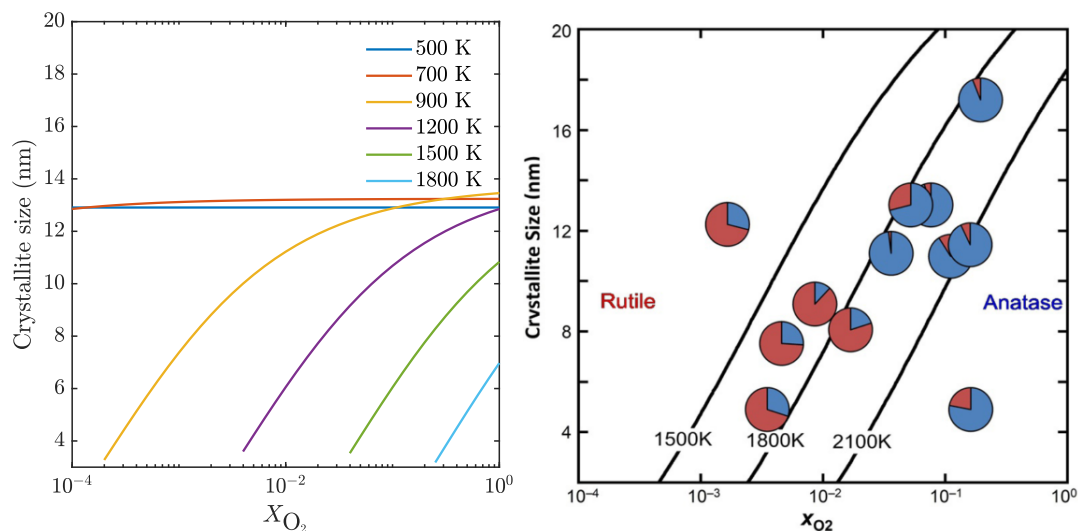 20
18
16
14
12
10
8
6
4
Crystallite size (nm)
500 K
700 K
900 K
1200 K
1500 K
1800 K
10⁻⁴
10⁻²
10⁰
X_O₂
20
16
12
8
4
Crystallite Size (nm)
Rutile
Anatase
1500K
1800K
2100K
10⁻⁴
10⁻³
10⁻²
10⁻¹
10⁰
x_O2